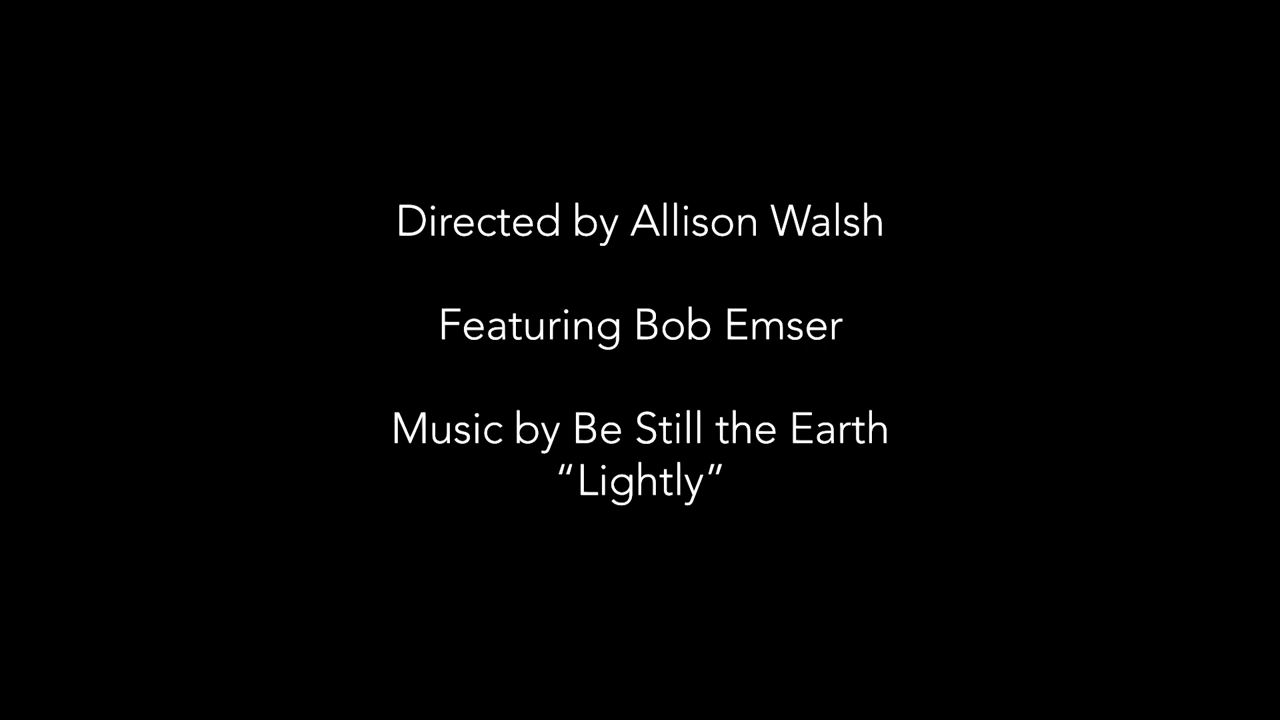 Directed by Allison Walsh
Featuring Bob Emser
Music by Be Still the Earth
“Lightly”